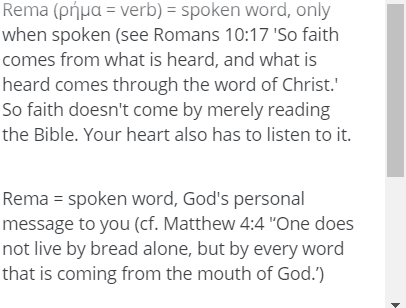 Rema (ρήμα = verb) = spoken word, only
when spoken (see Romans 10:17 'So faith
comes from what is heard, and what is
heard comes through the word of Christ.'
So faith doesn't come by merely reading
the Bible. Your heart also has to listen to it.
Rema = spoken word, God's personal
message to you (cf. Matthew 4:4 '“One does
not live by bread alone, but by every word
that is coming from the mouth of God.’)